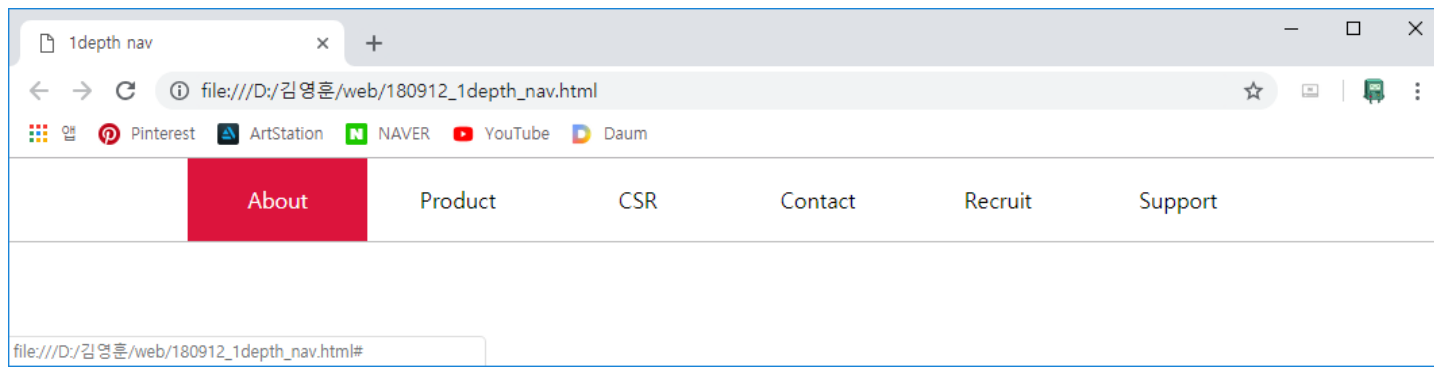 1depth nav
file:///D:/김영훈/web/180912_1depth_nav.html
앱 Pinterest ArtStation NAVER YouTube Daum
About Product CSR Contact Recruit Support
file:///D:/김영훈/web/180912_1depth_nav.html#